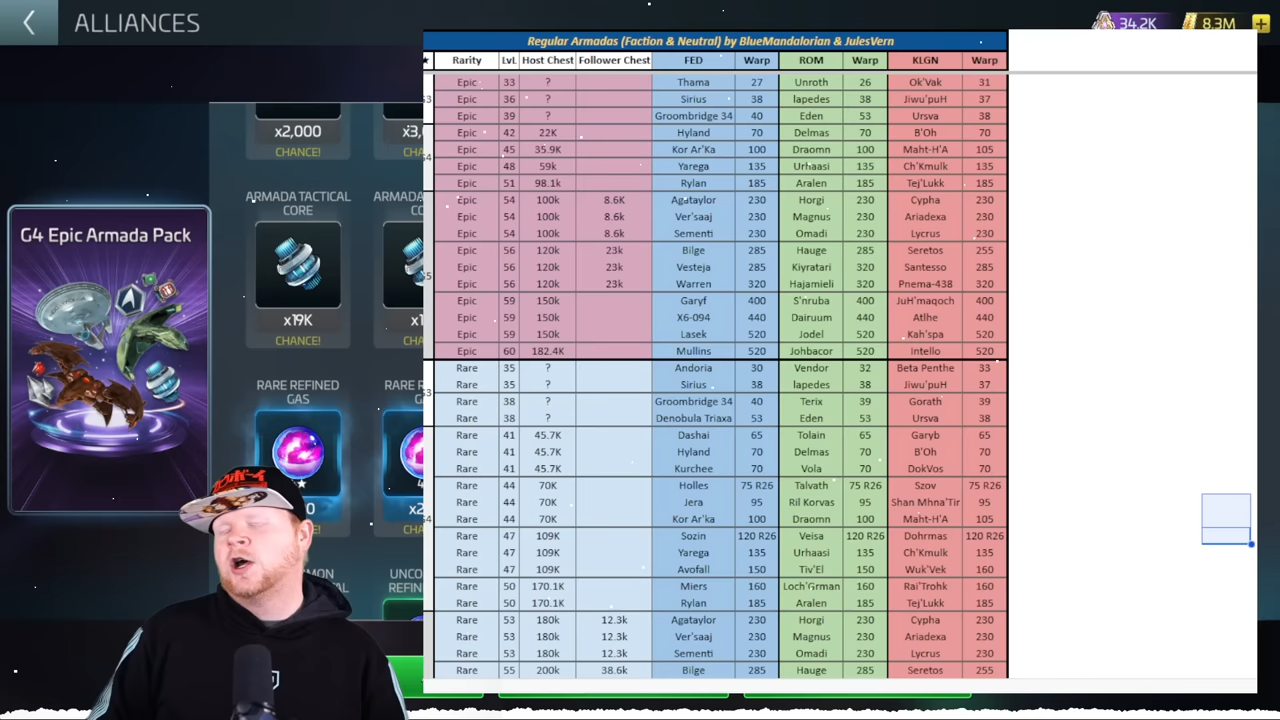 ALLIANCES
34.2K
8.3M
Regular Armadas (Faction & Neutral) by BlueMandalorian & JulesVern
★ Rarity LvL Host Chest Follower Chest FED Warp ROM Warp KLGN Warp
Epic 33 ? Thama 27 Unroth 26 Ok'Vak 31
Epic 36 ? Sirius 38 Iapedes 38 Jiwu'puH 37
Epic 39 ? Groombridge 34 40 Eden 53 Ursva 38
Epic 42 22K Hyland 70 Delmas 70 B'Oh 70
Epic 45 35.9K Kor Ar'Ka 100 Draomn 100 Maht-H'A 105
Epic 48 59k Yarega 135 Urhaasi 135 Ch'Kmulk 135
Epic 51 98.1k Rylan 185 Aralen 185 Tej'Lukk 185
Epic 54 100k 8.6K Agataylor 230 Horgi 230 Cypha 230
Epic 54 100k 8.6k Ver'saaj 230 Magnus 230 Ariadexa 230
Epic 54 100k 8.6k Sementi 230 Omadi 230 Lycrus 230
Epic 56 120k 23k Bilge 285 Hauge 285 Seretos 255
Epic 56 120k 23k Vesteja 285 Kiyratari 320 Santesso 285
Epic 56 120k 23k Warren 320 Hajamieli 320 Pnema-438 320
Epic 59 150k Garyf 400 S'nruba 400 JuH'maqoch 400
Epic 59 150k X6-094 440 Dairuum 440 Atlhe 440
Epic 59 150k Lasek 520 Jodel 520 Kah'spa 520
Epic 60 182.4K Mullins 520 Johbacor 520 Intello 520
Rare 35 ? Andoria 30 Vendor 32 Beta Penthe 33
Rare 35 ? Sirius 38 Iapedes 38 Jiwu'puH 37
Rare 38 ? Groombridge 34 40 Terix 39 Gorath 39
Rare 38 ? Denobula Triaxa 53 Eden 53 Ursva 38
Rare 41 45.7K Dashai 65 Tolain 65 Garyb 65
Rare 41 45.7K Hyland 70 Delmas 70 B'Oh 70
Rare 41 45.7K Kurchee 70 Vola 70 DokVos 70
Rare 44 70K Holles 75 R26 Talvath 75 R26 Szov 75 R26
Rare 44 70K Jera 95 Ril Korvas 95 Shan Mhna'Tir 95
Rare 44 70K Kor Ar'ka 100 Draomn 100 Maht-H'A 105
Rare 47 109K Sozin 120 R26 Veisa 120 R26 Dohrmas 120 R26
Rare 47 109K Yarega 135 Urhaasi 135 Ch'Kmulk 135
Rare 47 109K Avofall 150 Tiv'El 150 Wuk'Vek 160
Rare 50 170.1K Miers 160 Loch'Grman 160 Rai'Trohk 160
Rare 50 170.1K Rylan 185 Aralen 185 Tej'Lukk 185
Rare 53 180k 12.3k Agataylor 230 Horgi 230 Cypha 230
Rare 53 180k 12.3k Ver'saaj 230 Magnus 230 Ariadexa 230
Rare 53 180k 12.3k Sementi 230 Omadi 230 Lycrus 230
Rare 55 200k 38.6k Bilge 285 Hauge 285 Seretos 255
x2,000
CHANCE!
ARMADA TACTICAL
CORE
x19K
CHANCE!
RARE REFINED
GAS
G4 Epic Armada Pack